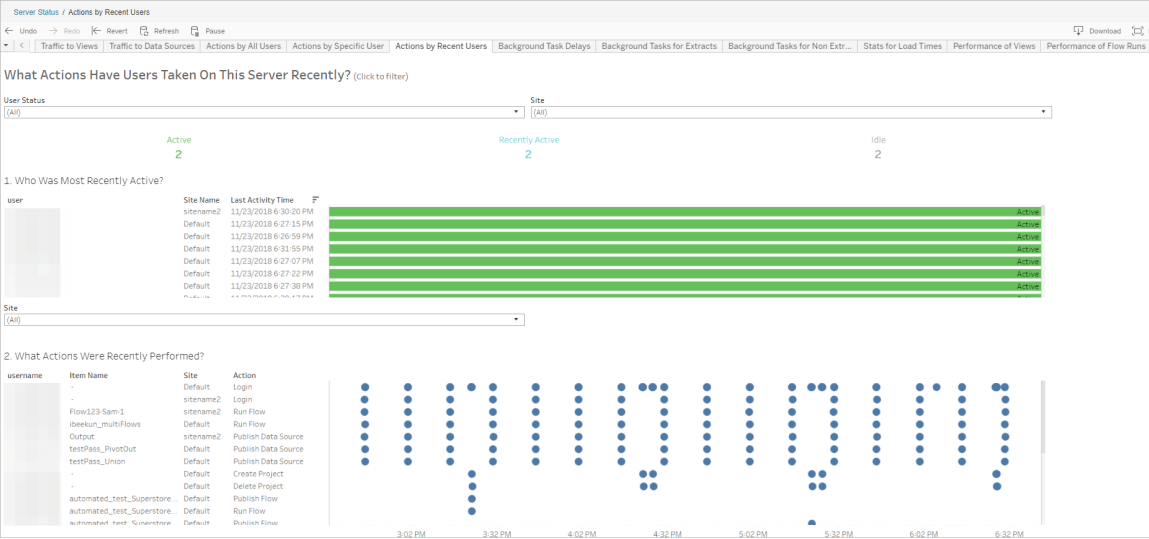 Server Status / Actions by Recent Users
Undo Redo Revert Refresh Pause Download
Traffic to Views Traffic to Data Sources Actions by All Users Actions by Specific User Actions by Recent Users Background Task Delays Background Tasks for Extracts Background Tasks for Non Extr... Stats for Load Times Performance of Views Performance of Flow Runs
What Actions Have Users Taken On This Server Recently? (Click to filter)
User Status Site
(All) (All)
Active Recently Active Idle
2 2 2
1. Who Was Most Recently Active?
user Site Name Last Activity Time
sitename2 11/23/2018 6:30:20 PM Active
Default 11/23/2018 6:27:15 PM Active
Default 11/23/2018 6:26:59 PM Active
Default 11/23/2018 6:31:55 PM Active
Default 11/23/2018 6:27:07 PM Active
Default 11/23/2018 6:27:22 PM Active
Default 11/23/2018 6:27:38 PM Active
Site
(All)
2. What Actions Were Recently Performed?
username Item Name Site Action
- Default Login
- sitename2 Login
Flow123-Sam-1 sitename2 Run Flow
ibeekun_multiFlows Default Run Flow
Output sitename2 Publish Data Source
testPass_PivotOut Default Publish Data Source
testPass_Union Default Publish Data Source
- Default Create Project
- Default Delete Project
automated_test_Superstore... Default Publish Flow
automated_test_Superstore... Default Run Flow
automated_test_Superstore... Default Publish Flow
3:02 PM 3:32 PM 4:02 PM 4:32 PM 5:02 PM 5:32 PM 6:02 PM 6:32 PM